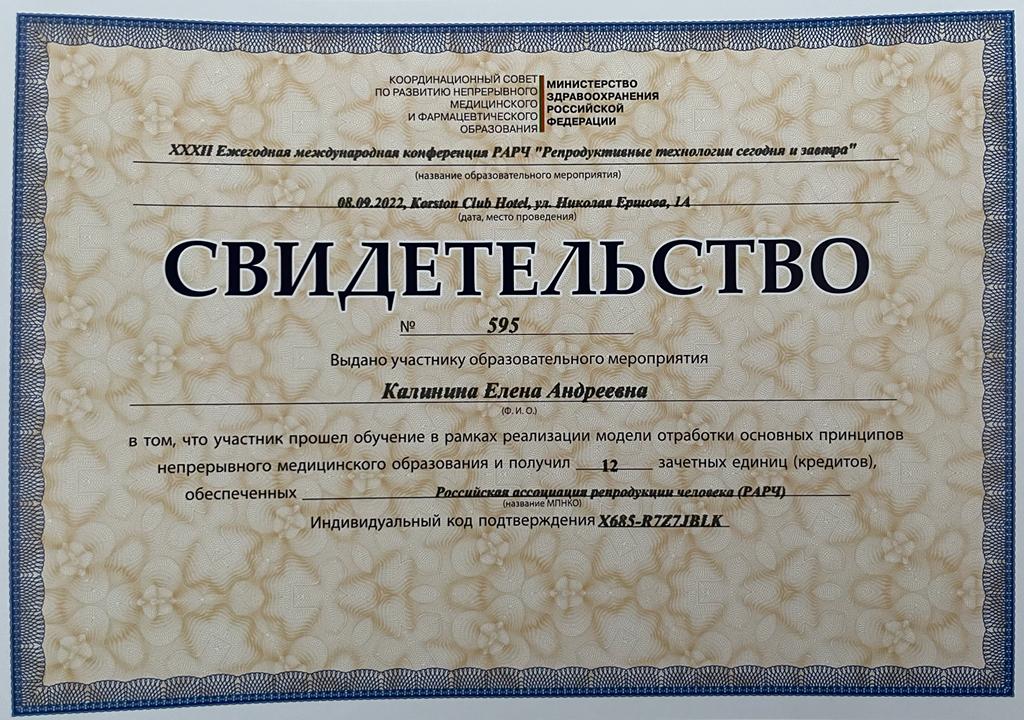 КООРДИНАЦИОННЫЙ СОВЕТ
ПО РАЗВИТИЮ НЕПРЕРЫВНОГО
МЕДИЦИНСКОГО
И ФАРМАЦЕВТИЧЕСКОГО
ОБРАЗОВАНИЯ
МИНИСТЕРСТВО
ЗДРАВООХРАНЕНИЯ
РОССИЙСКОЙ
ФЕДЕРАЦИИ
XXXII Ежегодная международная конференция РАРЧ "Репродуктивные технологии сегодня и завтра"
(название образовательного мероприятия)
08.09.2022, Korston Club Hotel, ул. Николая Ершова, 1А
(дата, место проведения)
СВИДЕТЕЛЬСТВО
№ 595
Выдано участнику образовательного мероприятия
Калинина Елена Андреевна
(Ф. И. О.)
в том, что участник прошел обучение в рамках реализации модели отработки основных принципов
непрерывного медицинского образования и получил 12 зачетных единиц (кредитов),
обеспеченных Российская ассоциация репродукции человека (РАРЧ)
(название МПНКО)
Индивидуальный код подтверждения X685-R7Z7JBLK